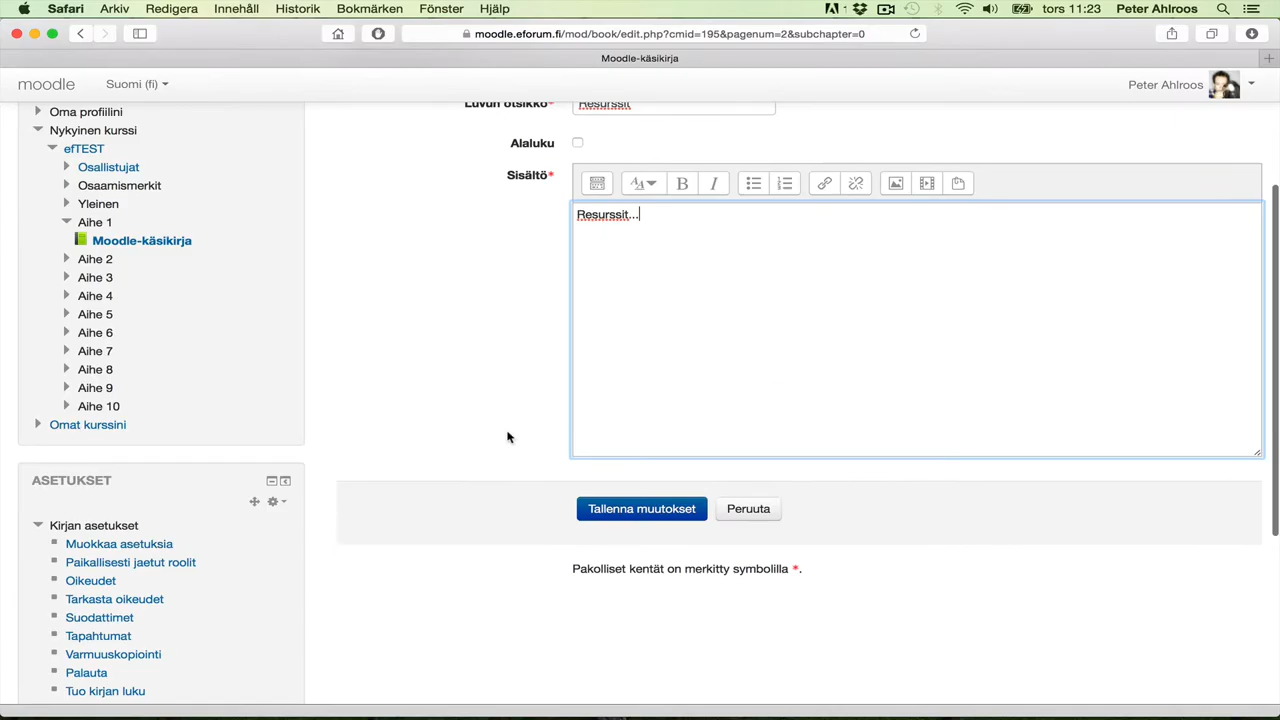 Safari Arkiv Redigera Innehåll Historik Bokmärken Fönster Hjälp tors 11:23 Peter Ahlroos
moodle.eforum.fi/mod/book/edit.php?cmid=195&pagenum=2&subchapter=0
Moodle-käsikirja
moodle Suomi (fi) Peter Ahlroos
Oma profiilini
Nykyinen kurssi
efTEST
Osallistujat
Osaamismerkit
Yleinen
Aihe 1
Moodle-käsikirja
Aihe 2
Aihe 3
Aihe 4
Aihe 5
Aihe 6
Aihe 7
Aihe 8
Aihe 9
Aihe 10
Omat kurssini
ASETUKSET
Kirjan asetukset
Muokkaa asetuksia
Paikallisesti jaetut roolit
Oikeudet
Tarkasta oikeudet
Suodattimet
Tapahtumat
Varmuuskopiointi
Palauta
Tuo kirjan luku
Luvun otsikko* Resurssit
Alaluku
Sisältö*
Resurssit...
Tallenna muutokset Peruuta
Pakolliset kentät on merkitty symbolilla *.